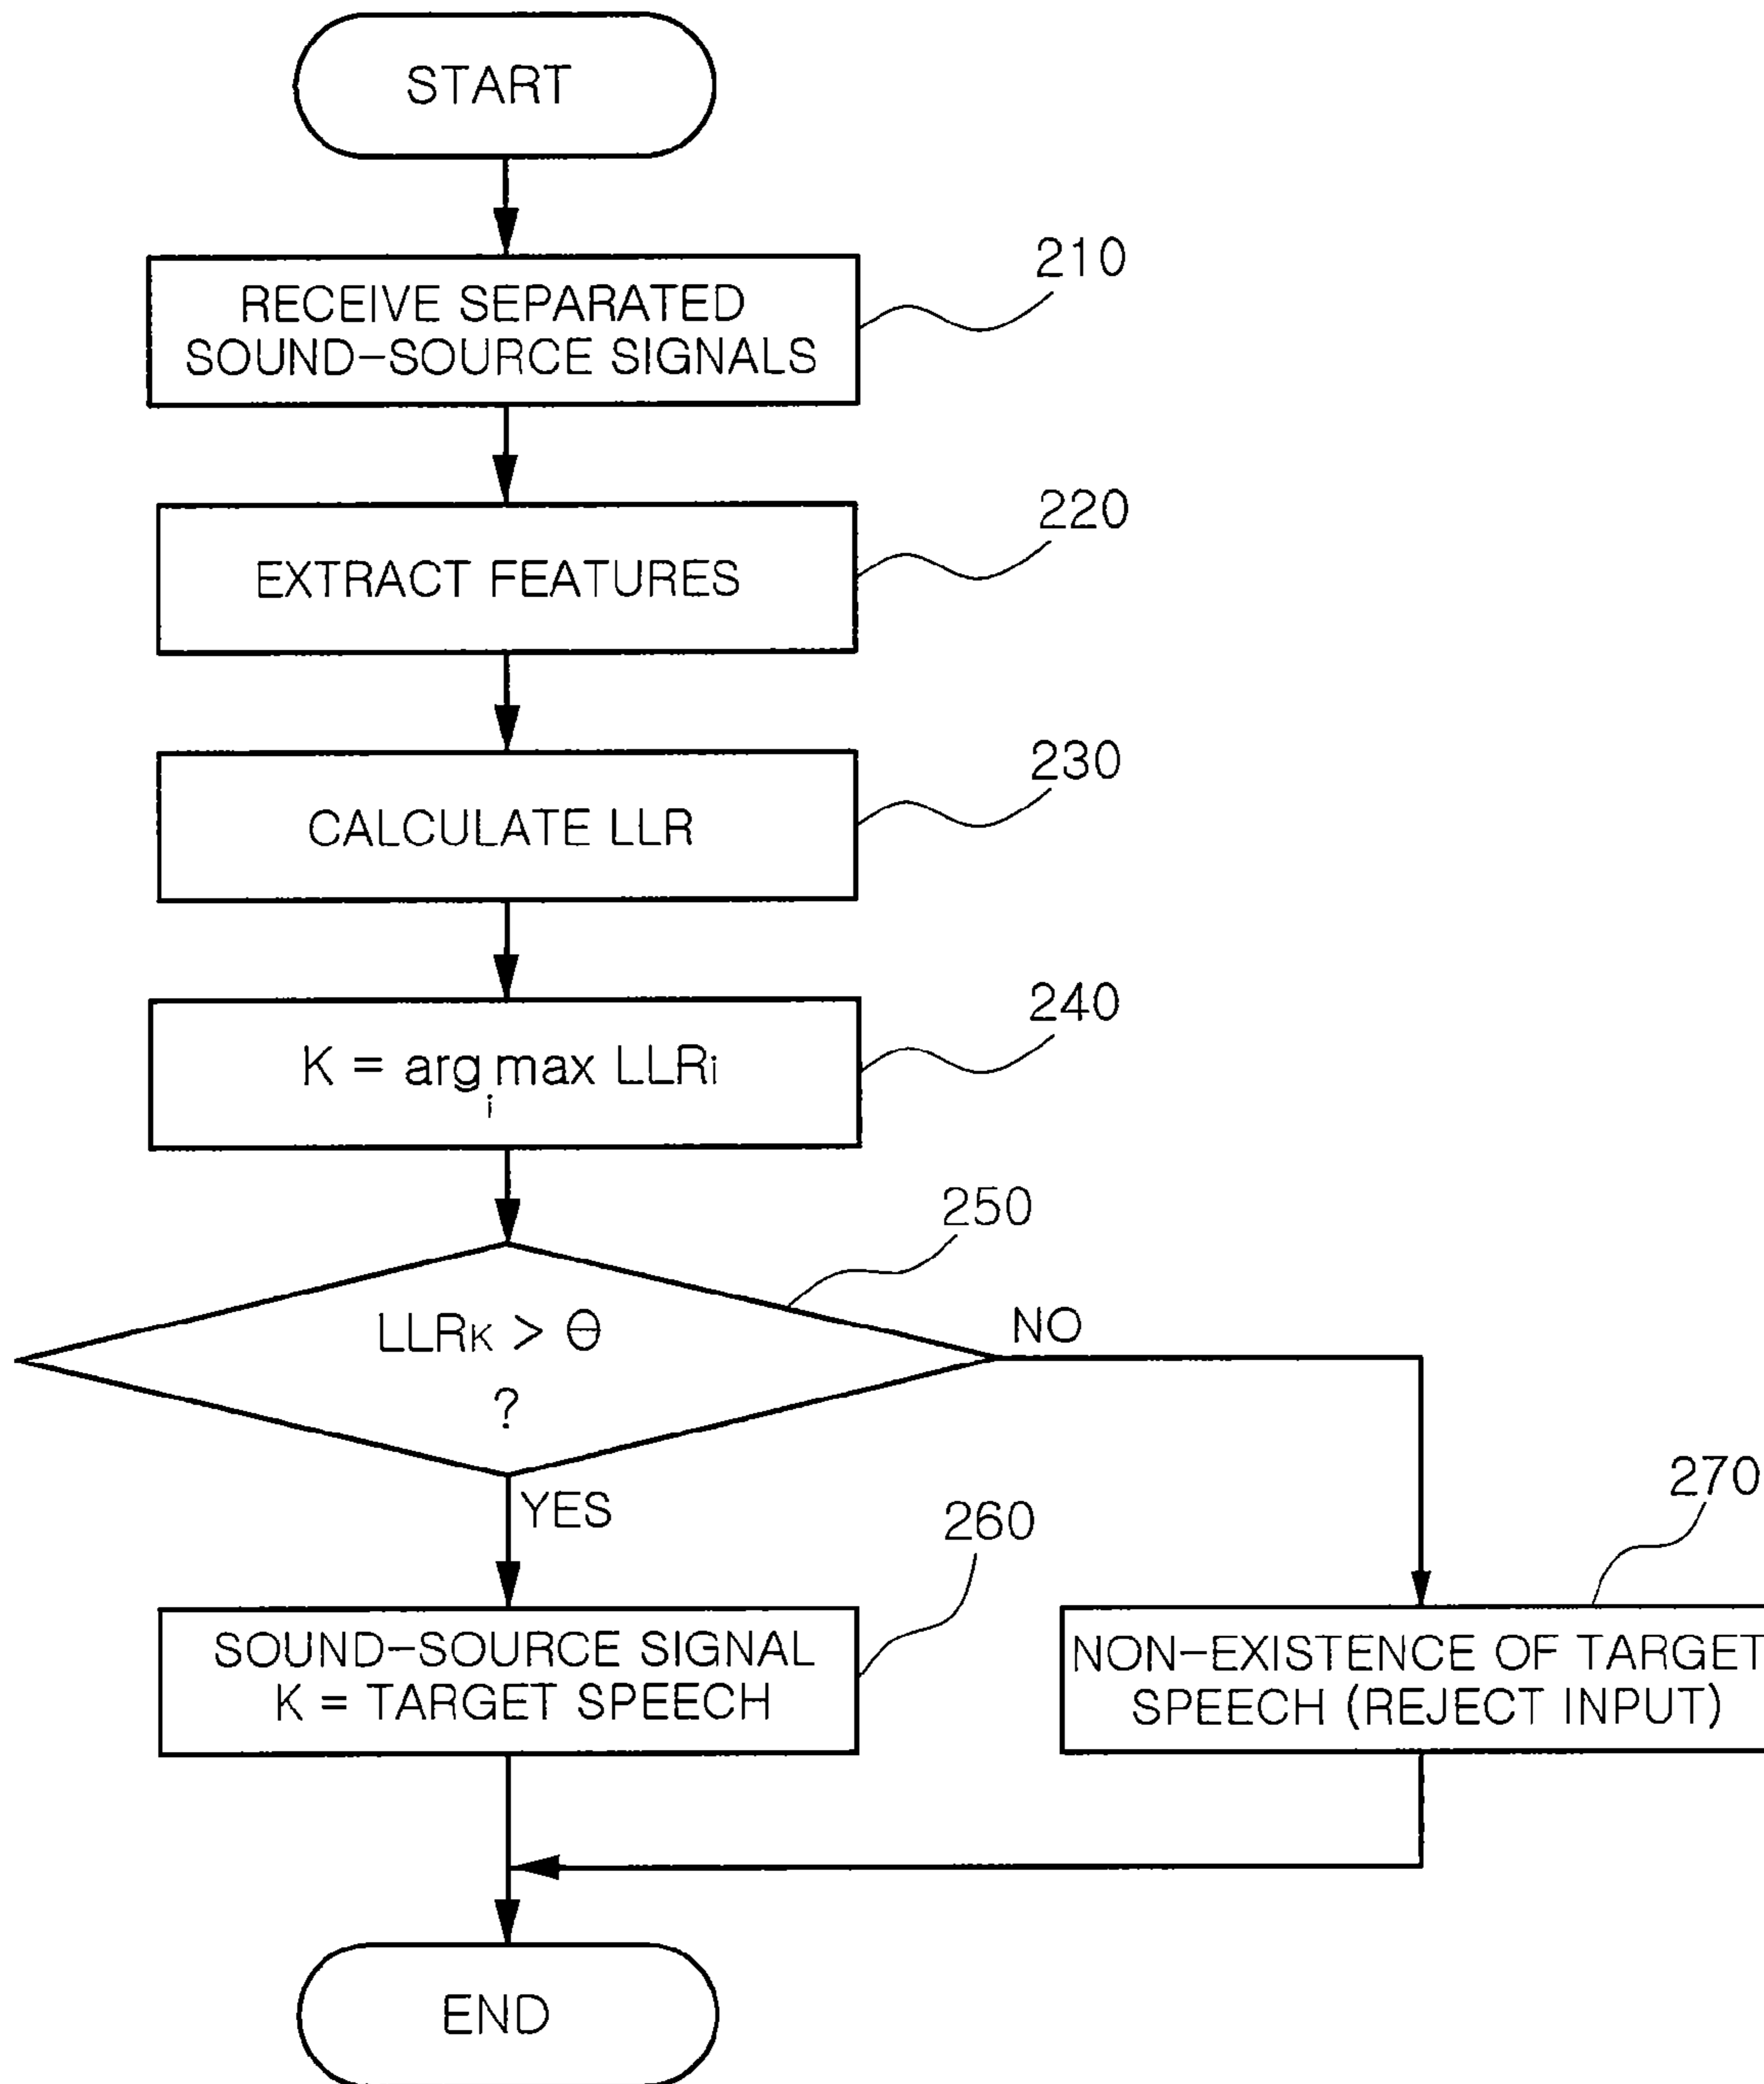 START
RECEIVE SEPARATED
SOUND-SOURCE SIGNALS
210
EXTRACT FEATURES
220
CALCULATE LLR
230
K = arg max LLRi
i
240
LLRK > Θ
?
250
NO
YES
SOUND-SOURCE SIGNAL
K = TARGET SPEECH
260
NON-EXISTENCE OF TARGET
SPEECH (REJECT INPUT)
270
END